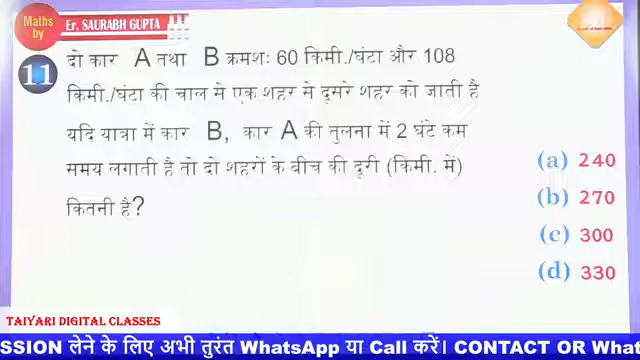 Maths
by
Er. SAURABH GUPTA
11
दो कार A तथा B क्रमशः 60 किमी./घंटा और 108
किमी./घंटा की चाल से एक शहर से दुसरे शहर को जाती है
यदि यात्रा में कार B, कार A की तुलना में 2 घंटे कम
समय लगाती है तो दो शहरों के बीच की दूरी (किमी. में)
कितनी है?
(a) 240
(b) 270
(c) 300
(d) 330
TAIYARI DIGITAL CLASSES
SSION लेने के लिए अभी तुरंत WhatsApp या Call करें। CONTACT OR What